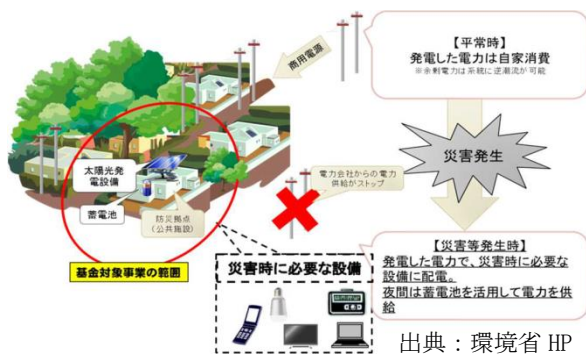 商用電源
【平常時】
発電した電力は自家消費
※余剰電力は系統に逆潮流が可能
災害発生
太陽光発
電設備
蓄電池
防災拠点
(公共施設)
電力会社からの電力
供給がストップ
基金対象事業の範囲
災害時に必要な設備
【災害等発生時】
発電した電力で、災害時に必要な
設備に配電。
夜間は蓄電池を活用して電力を供
給
出典:環境省 HP